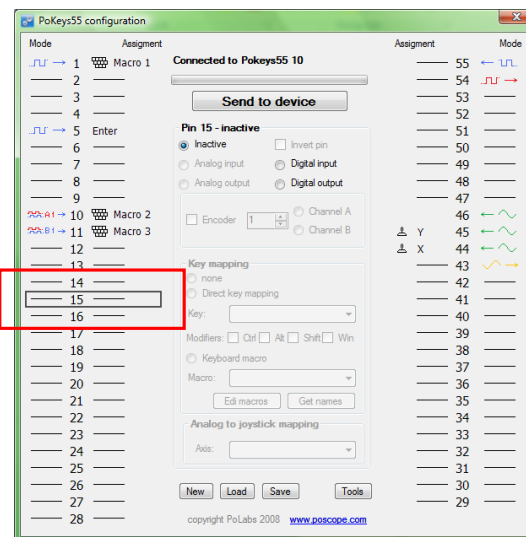 PoKeys55 configuration
Mode Assigment Assigment Mode
Connected to Pokeys55 10
1 Macro 1
2
3
4
5 Enter
6
7
8
9
A1 10 Macro 2
B1 11 Macro 3
12
13
14
15
16
17
18
19
20
21
22
23
24
25
26
27
28
Send to device
Pin 15 - inactive
Inactive Invert pin
Analog input Digital input
Analog output Digital output
Encoder 1 Channel A
Channel B
Key mapping
none
Direct key mapping
Key:
Modifiers: Ctrl Alt Shift Win
Keyboard macro
Macro:
Edi macros Get names
Analog to joystick mapping
Axis:
New Load Save Tools
copyright PoLabs 2008 www.poscope.com
55
54
53
52
51
50
49
48
47
46
Y 45
X 44
43
42
41
40
39
38
37
36
35
34
33
32
31
30
29